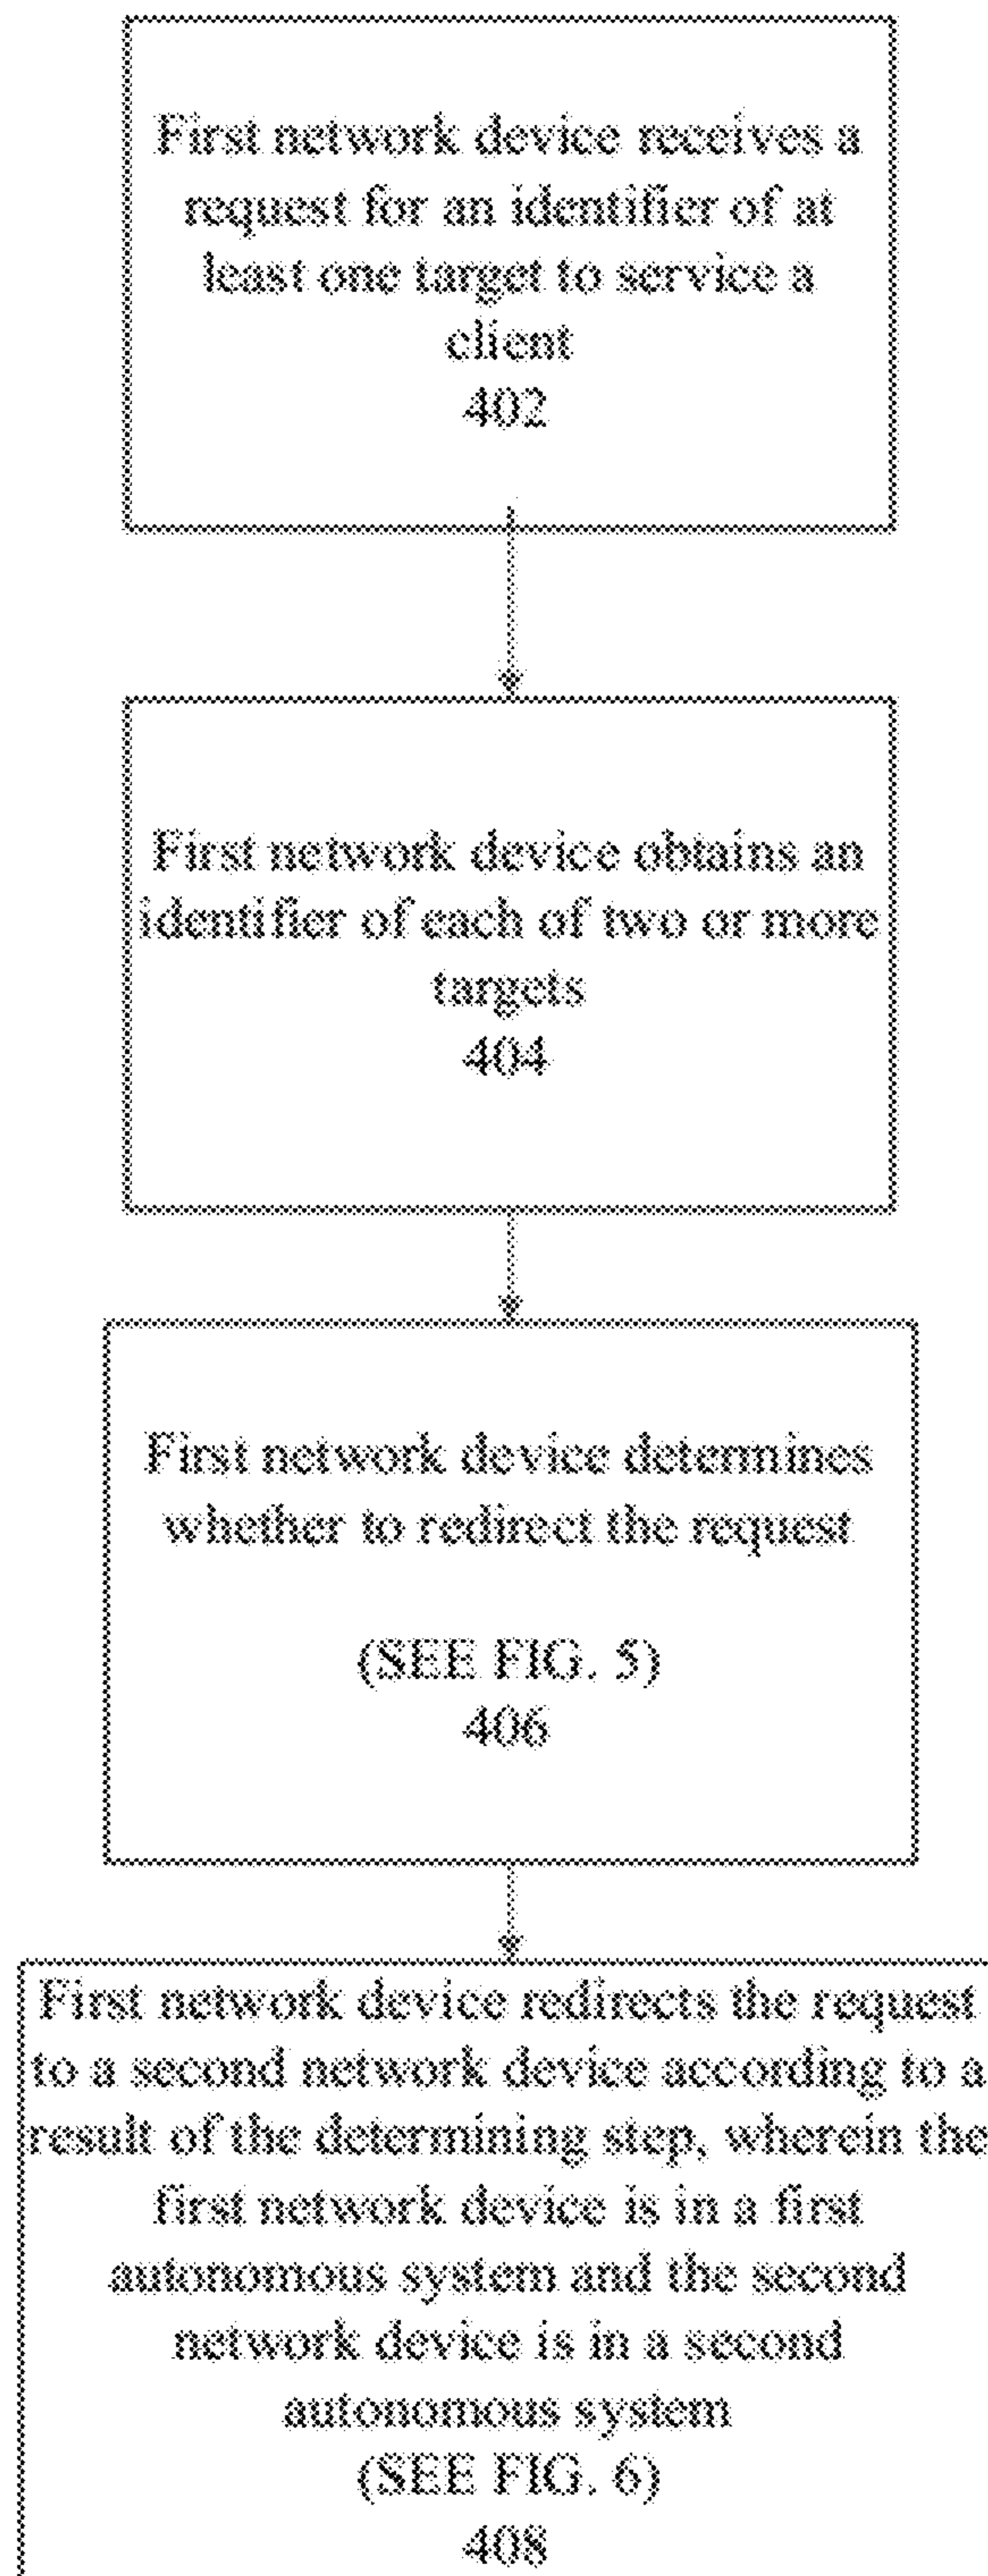 First network device receives a
request for an identifier of at
least one target to service a
client
402
First network device obtains an
identifier of each of two or more
targets
404
First network device determines
whether to redirect the request
(SEE FIG. 5)
406
First network device redirects the request
to a second network device according to a
result of the determining step, wherein the
first network device is in a first
autonomous system and the second
network device is in a second
autonomous system
(SEE FIG. 6)
408